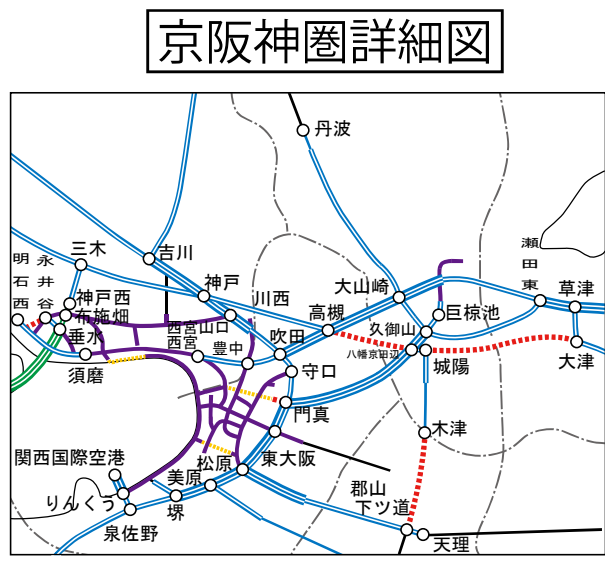 京阪神圏詳細図
丹波
吉川
三木
明石西
永井谷
神戸西
布施畑
垂水
須磨
神戸
川西
西宮山口
西宮
豊中
吹田
守口
門真
東大阪
高槻
大山崎
久御山
八幡京田辺
巨椋池
城陽
瀬田東
草津
大津
木津
郡山
下ツ道
天理
松原
美原
堺
関西国際空港
りんくう
泉佐野